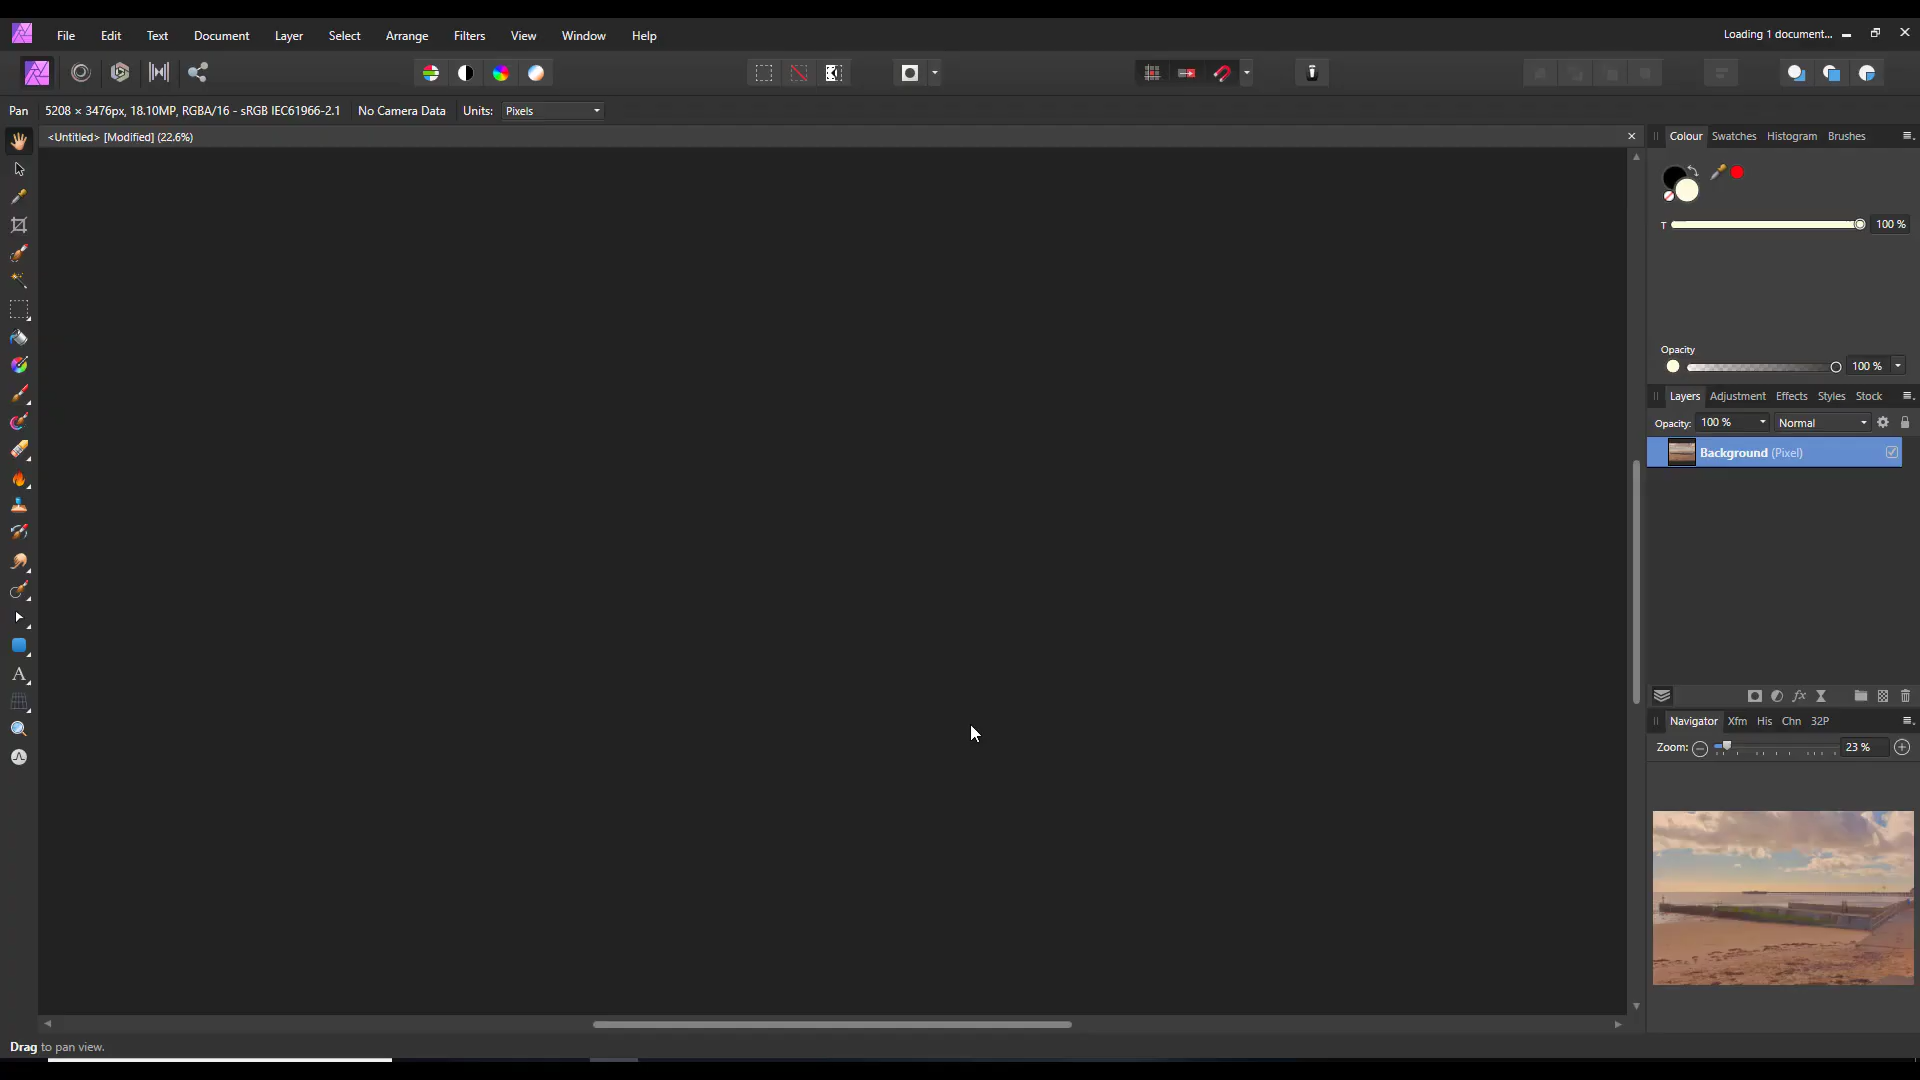 File Edit Text Document Layer Select Arrange Filters View Window Help
Loading 1 document...
Pan 5208 × 3476px, 18.10MP, RGBA/16 - sRGB IEC61966-2.1 No Camera Data Units: Pixels
<Untitled> [Modified] (22.6%)
Colour Swatches Histogram Brushes
T 100 %
Opacity
100 %
Layers Adjustment Effects Styles Stock
Opacity: 100 % Normal
Background (Pixel)
A
fx
Navigator Xfm His Chn 32P
Zoom: 23 %
Drag to pan view.